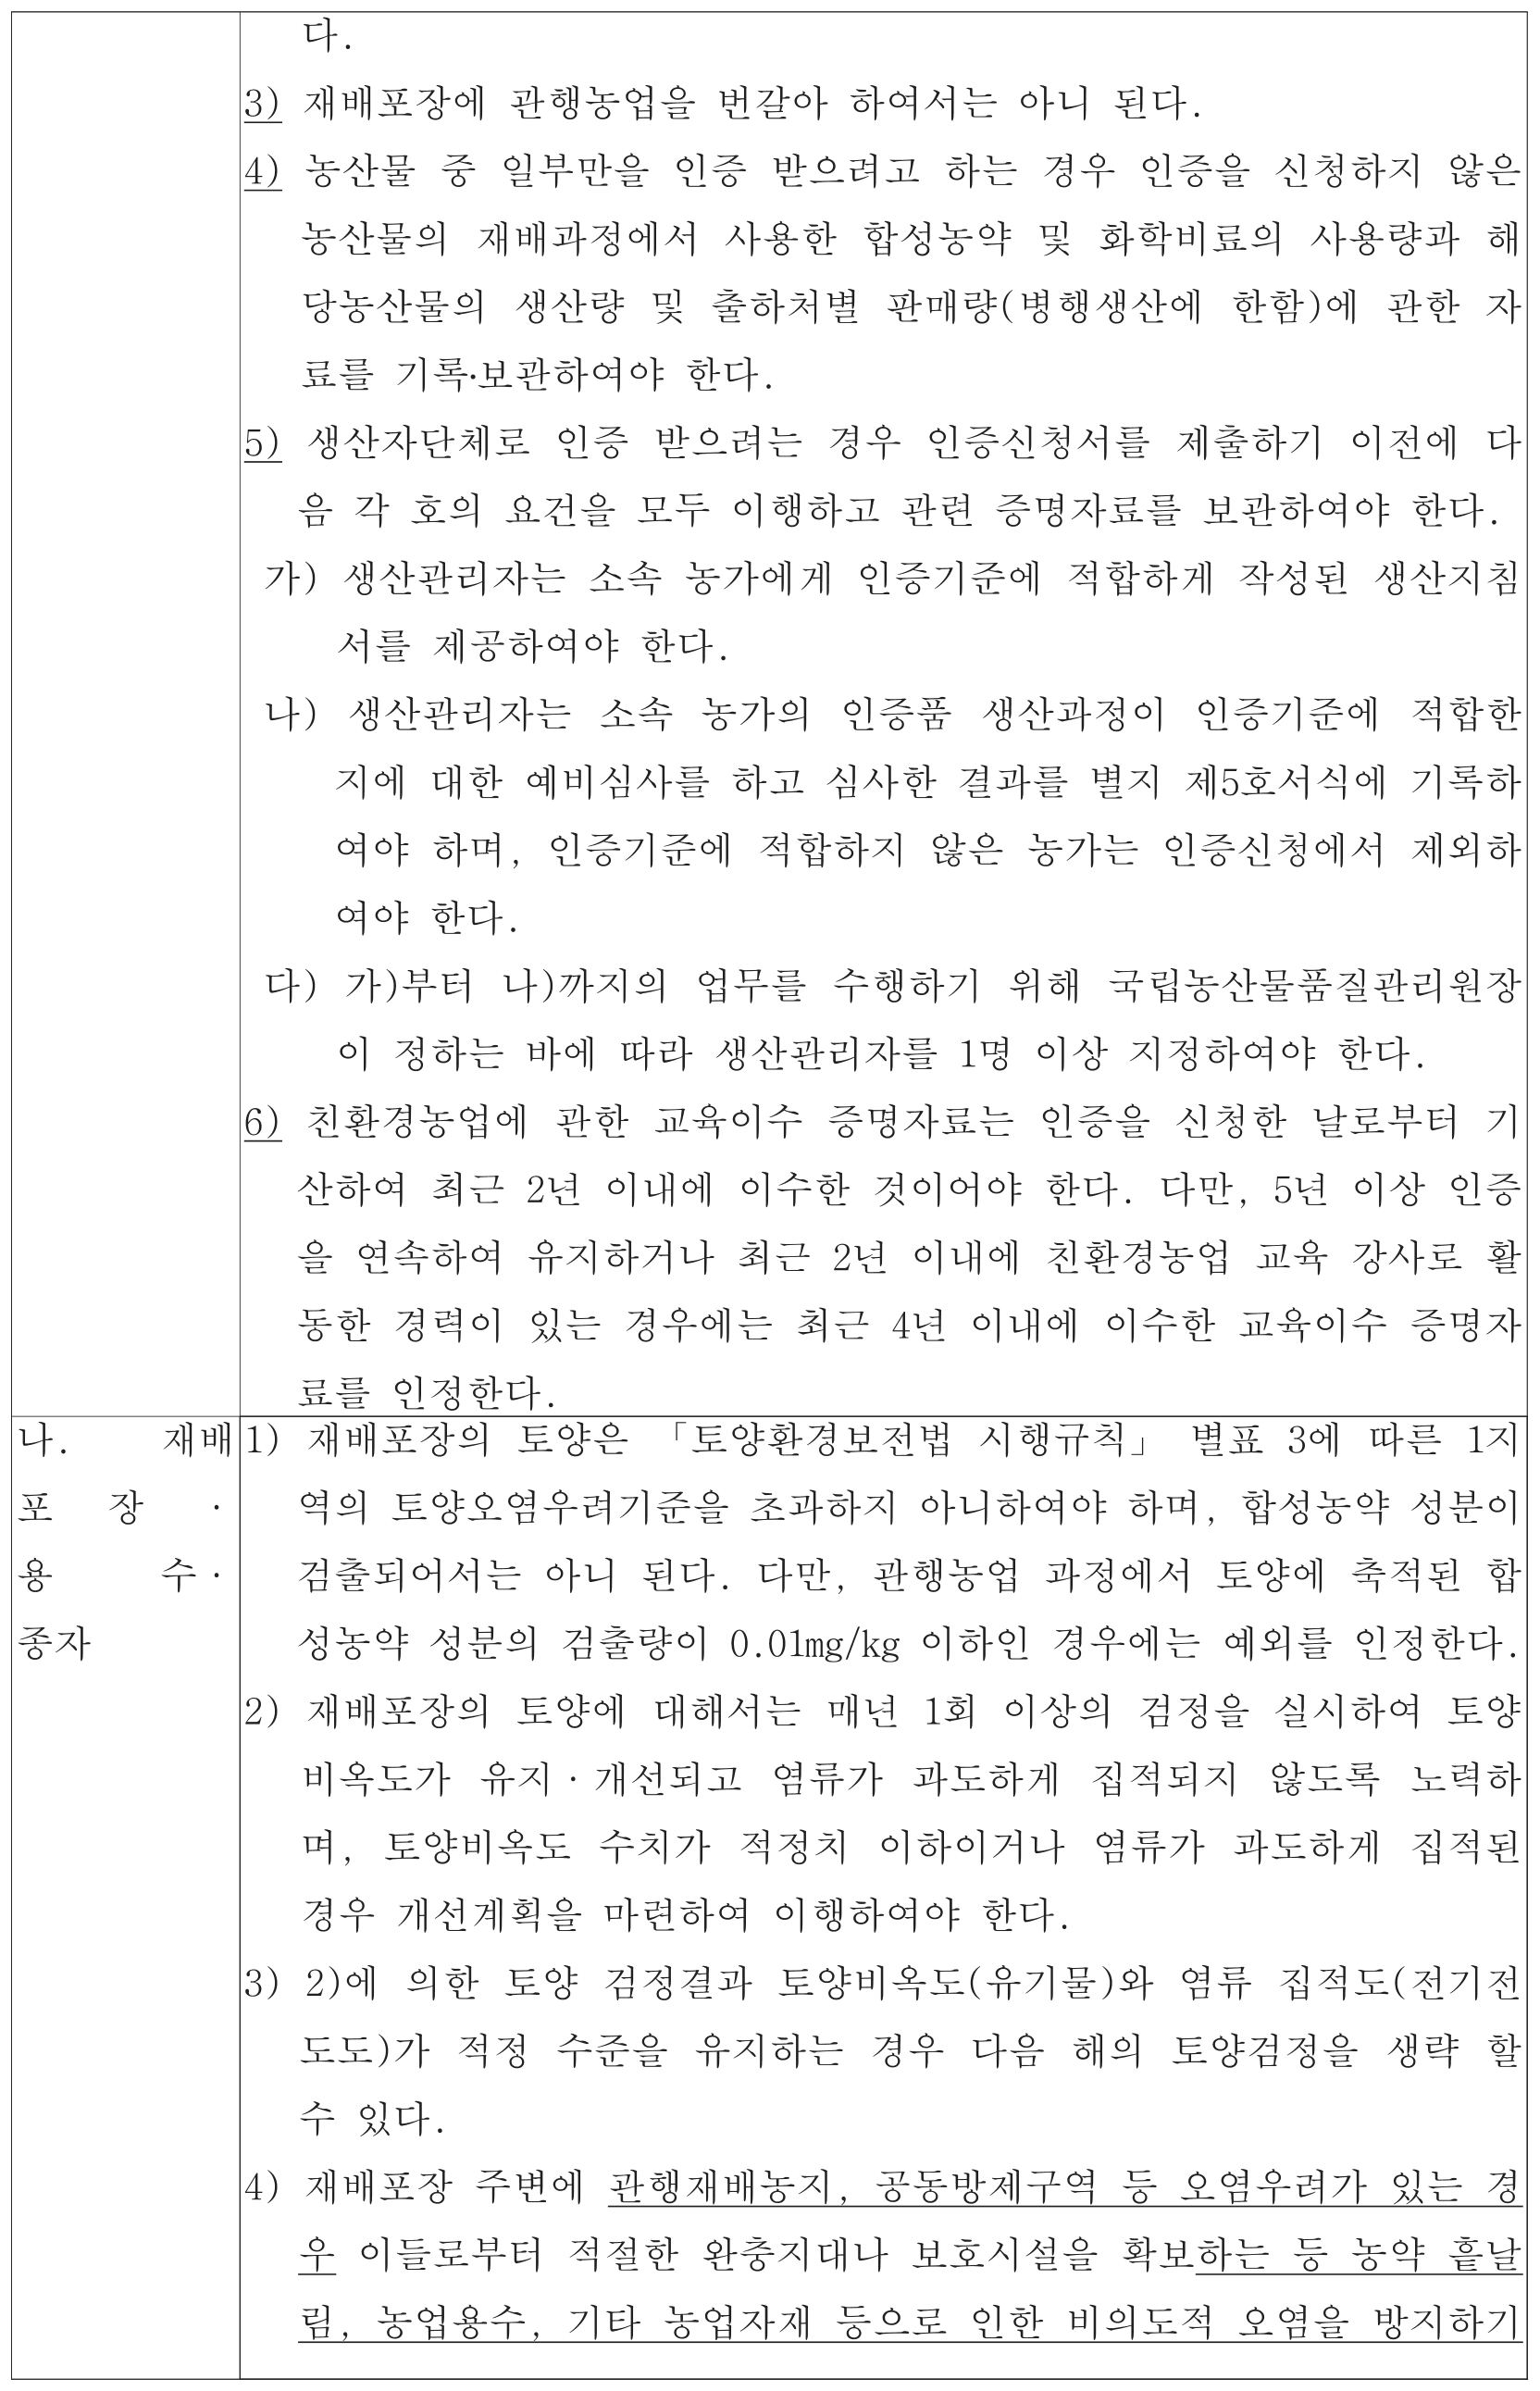 다.
3) 재배포장에 관행농업을 번갈아 하여서는 아니 된다.
4) 농산물 중 일부만을 인증 받으려고 하는 경우 인증을 신청하지 않은
농산물의 재배과정에서 사용한 합성농약 및 화학비료의 사용량과 해
당농산물의 생산량 및 출하처별 판매량(병행생산에 한함)에 관한 자
료를 기록·보관하여야 한다.
5) 생산자단체로 인증 받으려는 경우 인증신청서를 제출하기 이전에 다
음 각 호의 요건을 모두 이행하고 관련 증명자료를 보관하여야 한다.
가) 생산관리자는 소속 농가에게 인증기준에 적합하게 작성된 생산지침
서를 제공하여야 한다.
나) 생산관리자는 소속 농가의 인증품 생산과정이 인증기준에 적합한
지에 대한 예비심사를 하고 심사한 결과를 별지 제5호서식에 기록하
여야 하며, 인증기준에 적합하지 않은 농가는 인증신청에서 제외하
여야 한다.
다) 가)부터 나)까지의 업무를 수행하기 위해 국립농산물품질관리원장
이 정하는 바에 따라 생산관리자를 1명 이상 지정하여야 한다.
6) 친환경농업에 관한 교육이수 증명자료는 인증을 신청한 날로부터 기
산하여 최근 2년 이내에 이수한 것이어야 한다. 다만, 5년 이상 인증
을 연속하여 유지하거나 최근 2년 이내에 친환경농업 교육 강사로 활
동한 경력이 있는 경우에는 최근 4년 이내에 이수한 교육이수 증명자
료를 인정한다.
나. 재배
포 장 ·
용 수·
종자
1) 재배포장의 토양은 「토양환경보전법 시행규칙」 별표 3에 따른 1지
역의 토양오염우려기준을 초과하지 아니하여야 하며, 합성농약 성분이
검출되어서는 아니 된다. 다만, 관행농업 과정에서 토양에 축적된 합
성농약 성분의 검출량이 0.01mg/kg 이하인 경우에는 예외를 인정한다.
2) 재배포장의 토양에 대해서는 매년 1회 이상의 검정을 실시하여 토양
비옥도가 유지·개선되고 염류가 과도하게 집적되지 않도록 노력하
며, 토양비옥도 수치가 적정치 이하이거나 염류가 과도하게 집적된
경우 개선계획을 마련하여 이행하여야 한다.
3) 2)에 의한 토양 검정결과 토양비옥도(유기물)와 염류 집적도(전기전
도도)가 적정 수준을 유지하는 경우 다음 해의 토양검정을 생략 할
수 있다.
4) 재배포장 주변에 관행재배농지, 공동방제구역 등 오염우려가 있는 경
우 이들로부터 적절한 완충지대나 보호시설을 확보하는 등 농약 흩날
림, 농업용수, 기타 농업자재 등으로 인한 비의도적 오염을 방지하기